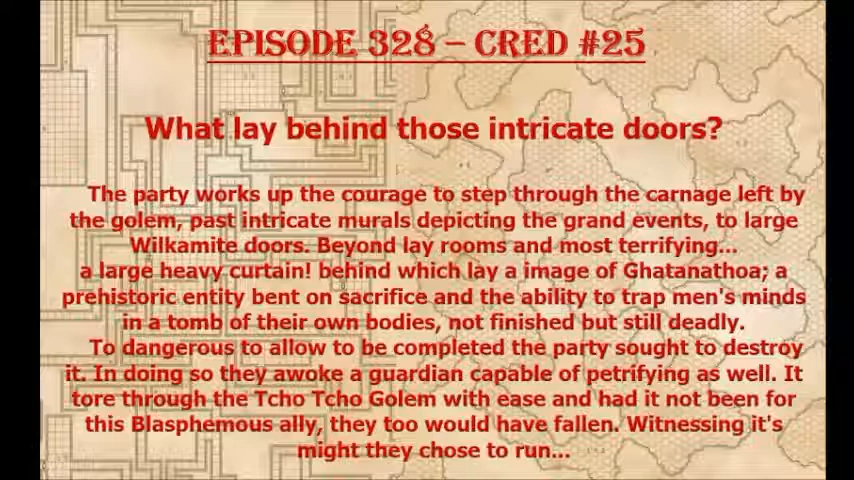 EPISODE 328 – CRED #25
What lay behind those intricate doors?
The party works up the courage to step through the carnage left by
the golem, past intricate murals depicting the grand events, to large
Wilkamite doors. Beyond lay rooms and most terrifying...
a large heavy curtain! behind which lay a image of Ghatanathoa; a
prehistoric entity bent on sacrifice and the ability to trap men's minds
in a tomb of their own bodies, not finished but still deadly.
To dangerous to allow to be completed the party sought to destroy
it. In doing so they awoke a guardian capable of petrifying as well. It
tore through the Tcho Tcho Golem with ease and had it not been for
this Blasphemous ally, they too would have fallen. Witnessing it's
might they chose to run...